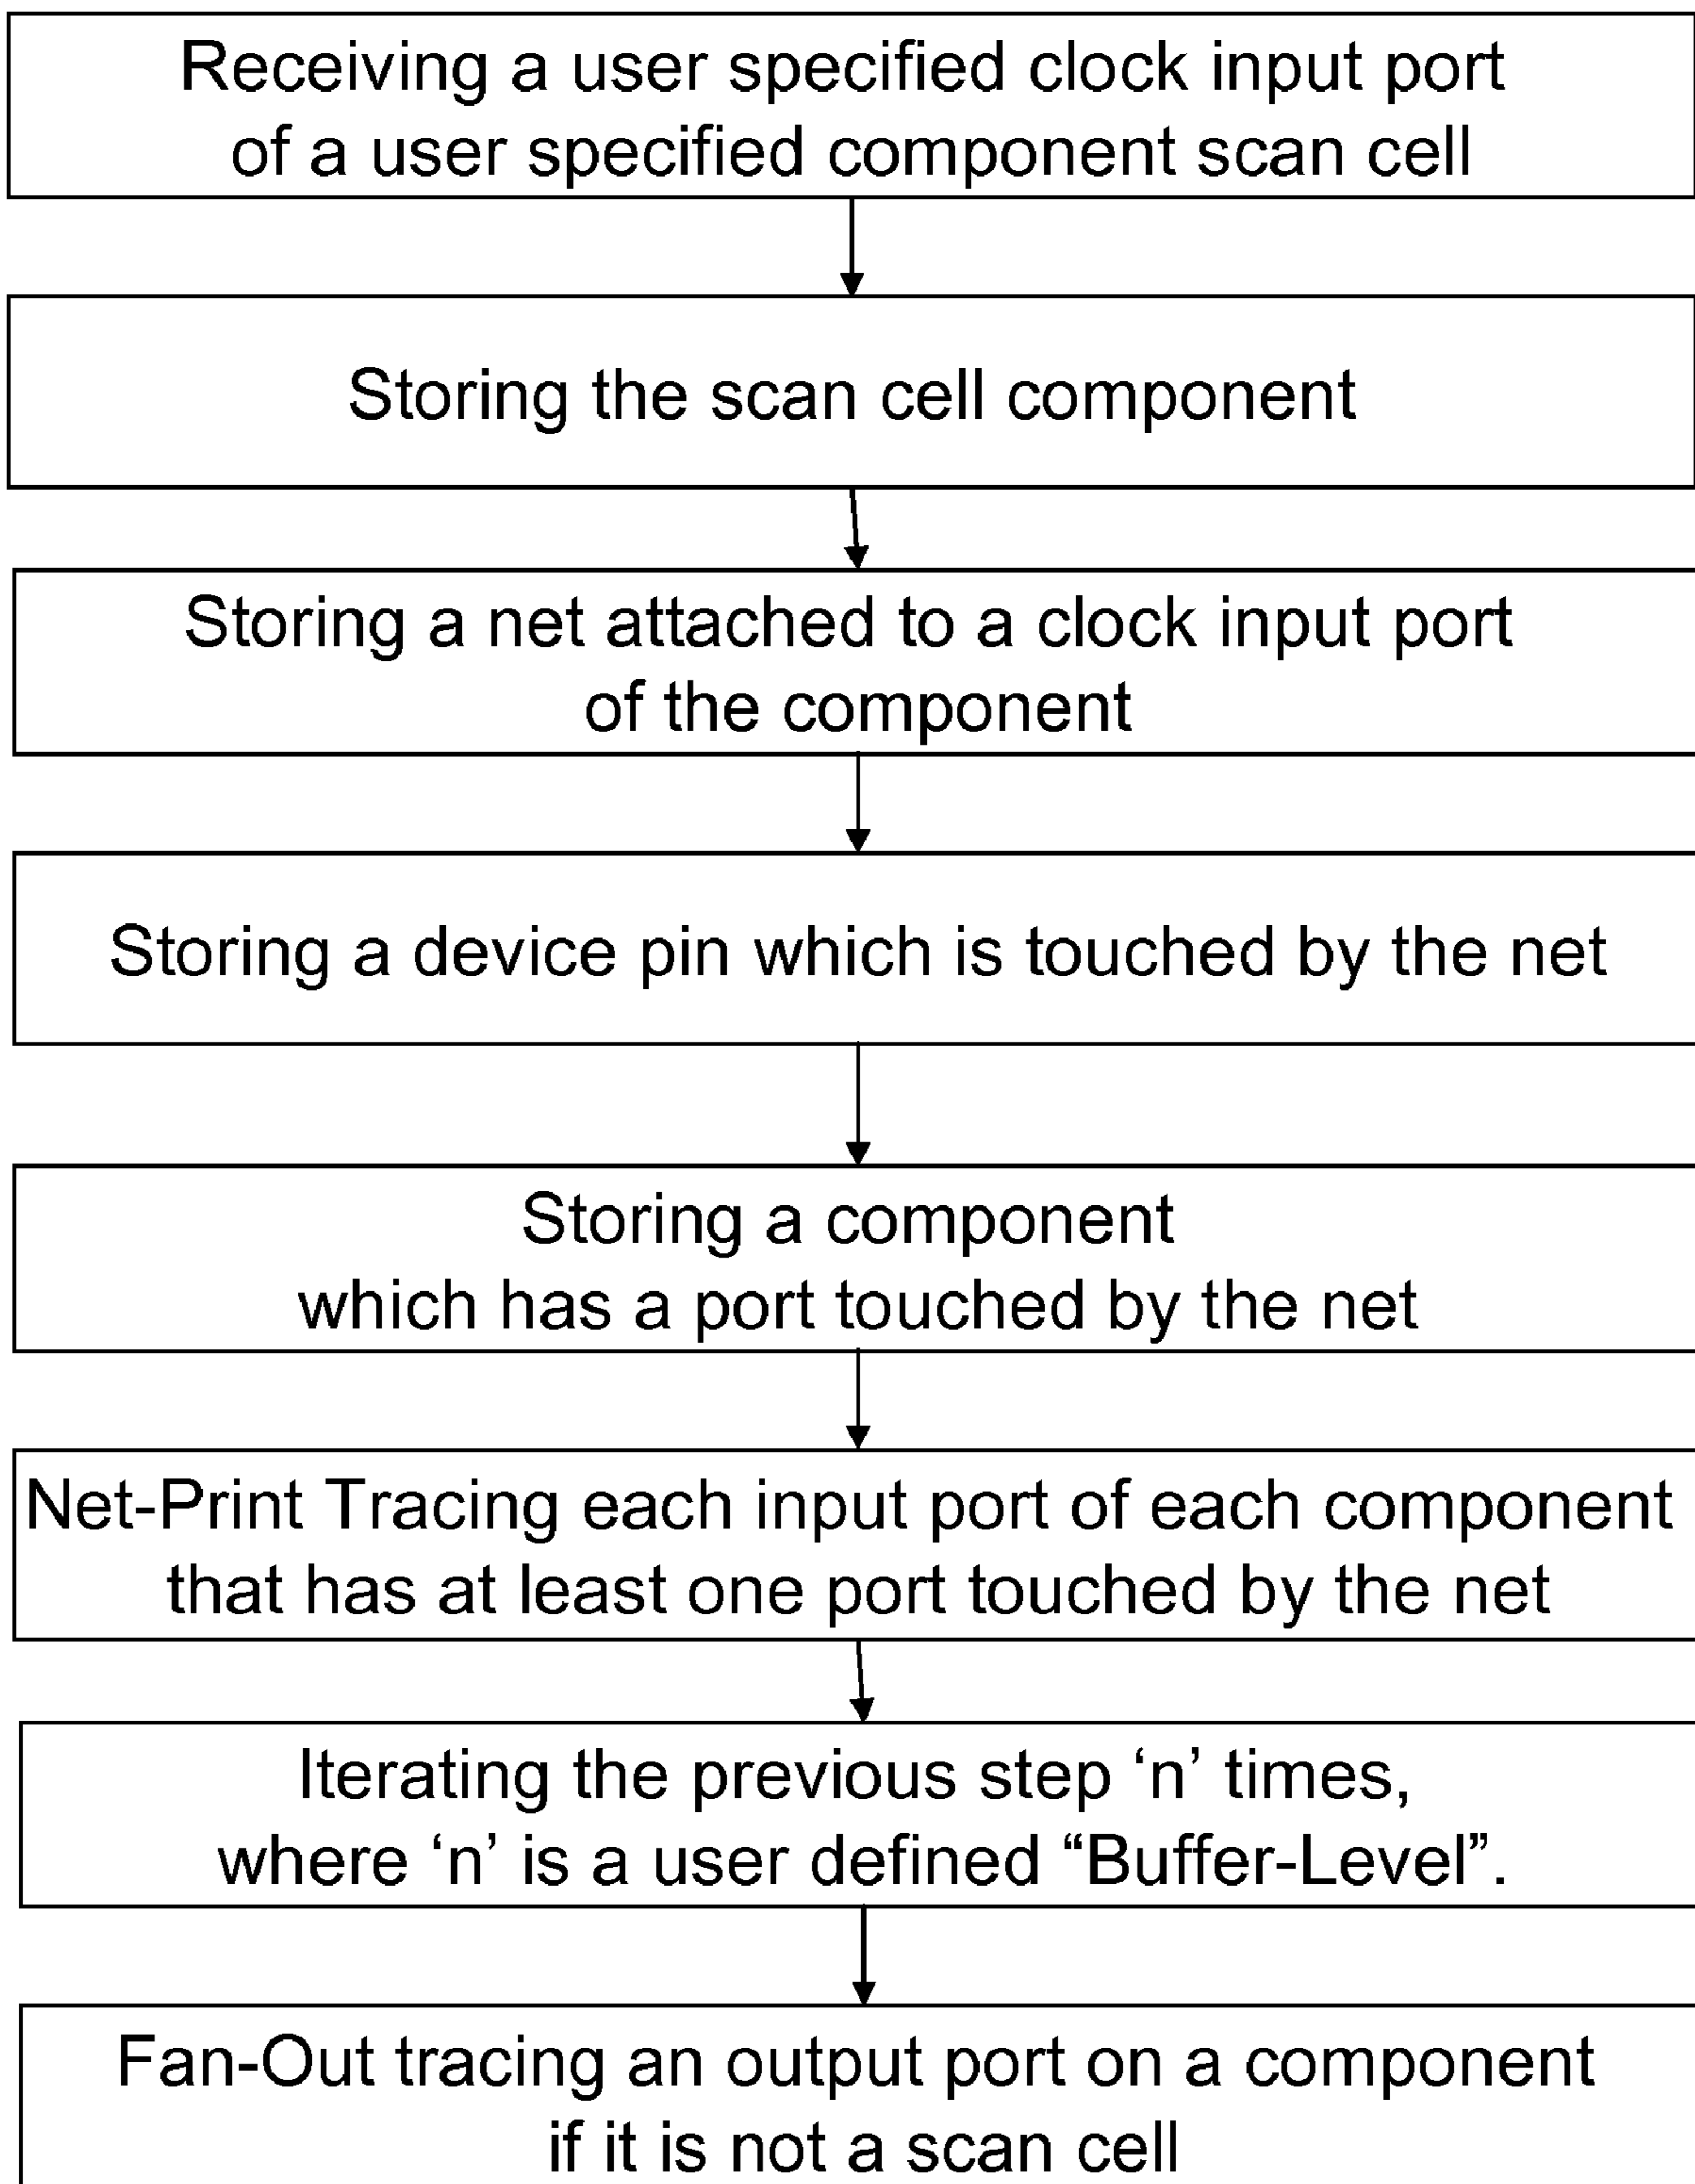 Receiving a user specified clock input port
of a user specified component scan cell
Storing the scan cell component
Storing a net attached to a clock input port
of the component
Storing a device pin which is touched by the net
Storing a component
which has a port touched by the net
Net-Print Tracing each input port of each component
that has at least one port touched by the net
Iterating the previous step ‘n’ times,
where ‘n’ is a user defined “Buffer-Level”.
Fan-Out tracing an output port on a component
if it is not a scan cell